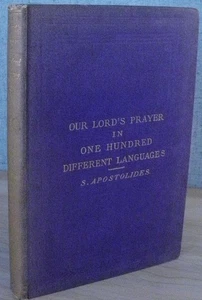 OUR LORD'S PRAYER
IN
ONE HUNDRED
DIFFERENT LANGUAGES
S. APOSTOLIDES.